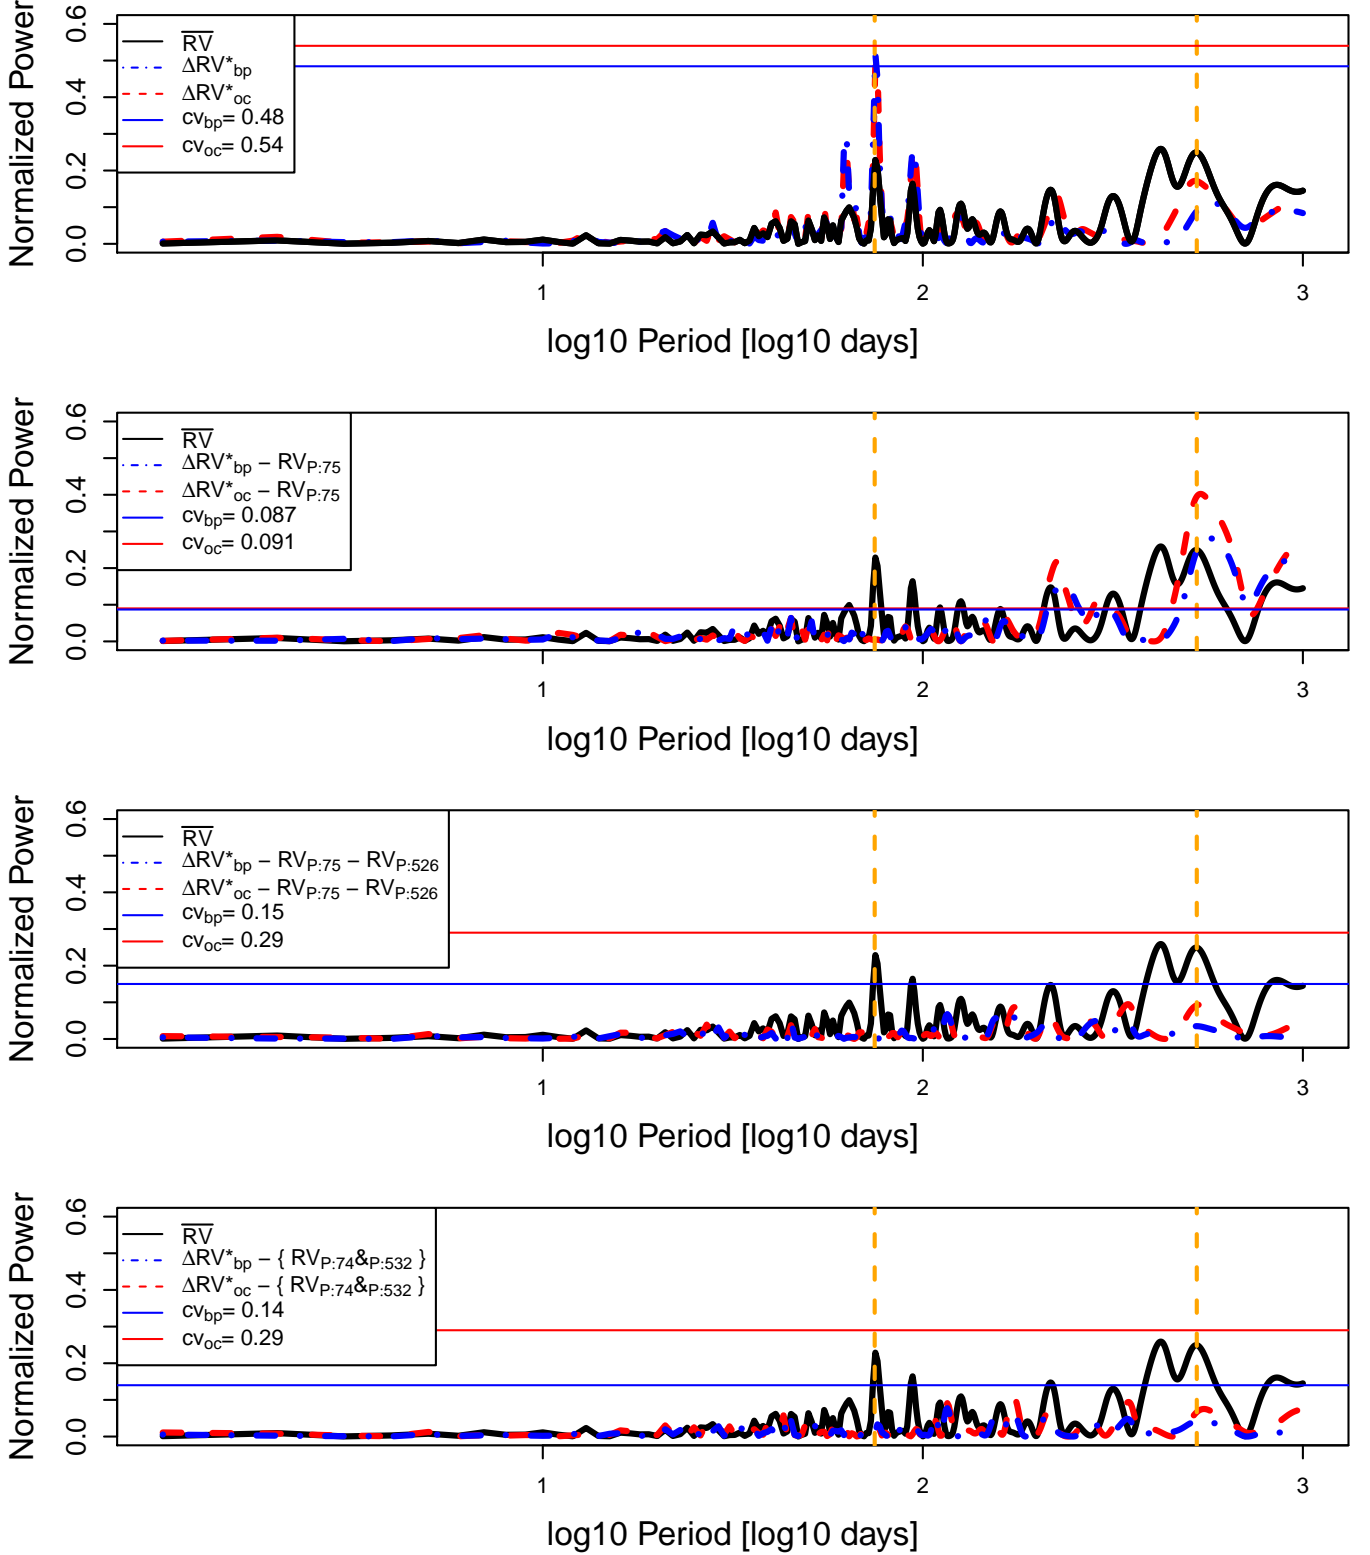 Normalized Power
0.0 0.2 0.4 0.6
RV
ΔRV*bp
ΔRV*oc
cvbp= 0.48
cvoc= 0.54
1 2 3
log10 Period [log10 days]
Normalized Power
0.0 0.2 0.4 0.6
RV
ΔRV*bp − RVP:75
ΔRV*oc − RVP:75
cvbp= 0.087
cvoc= 0.091
1 2 3
log10 Period [log10 days]
Normalized Power
0.0 0.2 0.4 0.6
RV
ΔRV*bp − RVP:75 − RVP:526
ΔRV*oc − RVP:75 − RVP:526
cvbp= 0.15
cvoc= 0.29
1 2 3
log10 Period [log10 days]
Normalized Power
0.0 0.2 0.4 0.6
RV
ΔRV*bp − { RVP:74&P:532 }
ΔRV*oc − { RVP:74&P:532 }
cvbp= 0.14
cvoc= 0.29
1 2 3
log10 Period [log10 days]